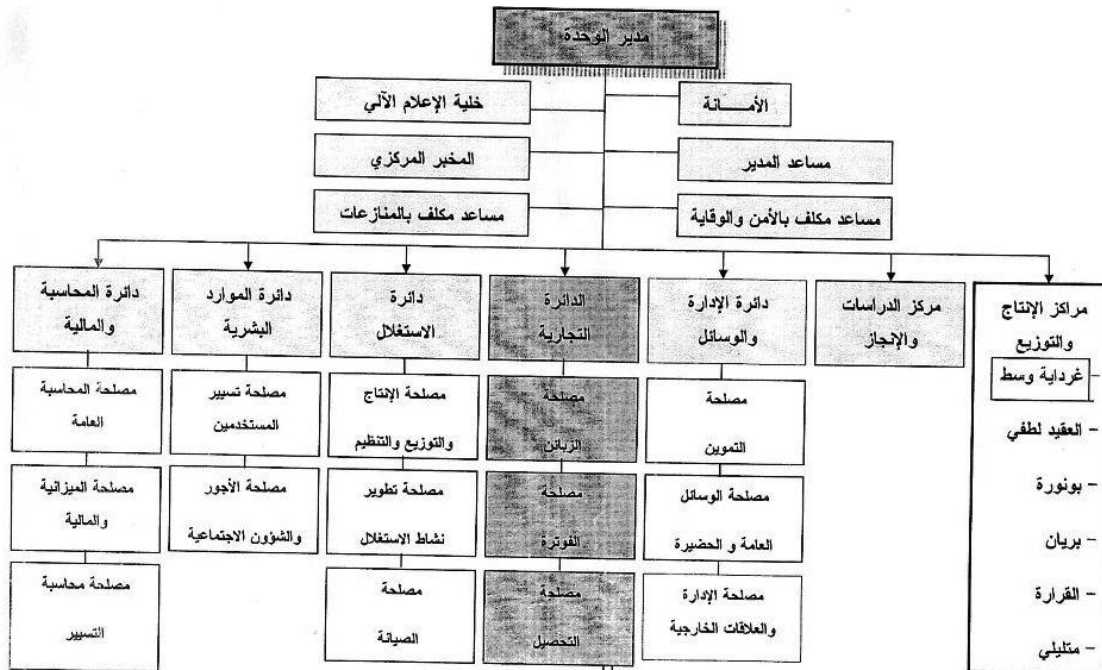 مدير الوحدة
الأمـــــانة
خلية الإعلام الآلي
مساعد المدير
المخبر المركزي
مساعد مكلف بالأمن والوقاية
مساعد مكلف بالمنازعات
مراكز الإنتاج
والتوزيع
غرداية وسط
- العقيد لطفي
- بونورة
- بريان
- القرارة
- متليلي
مركز الدراسات
والإنجاز
دائرة الإدارة
والوسائل
مصلحة
التموين
مصلحة الوسائل
العامة و الحضيرة
مصلحة الإدارة
والعلاقات الخارجية
الدائرة
التجارية
مصلحة
الزبائن
مصلحة
الفوترة
مصلحة
التحصيل
دائرة
الاستغلال
مصلحة الإنتاج
والتوزيع والتنظيم
مصلحة تطوير
نشاط الاستغلال
مصلحة
الصيانة
دائرة الموارد
البشرية
مصلحة تسيير
المستخدمين
مصلحة الأجور
والشؤون الاجتماعية
دائرة المحاسبة
والمالية
مصلحة المحاسبة
العامة
مصلحة الميزانية
والمالية
مصلحة محاسبة
التسيير